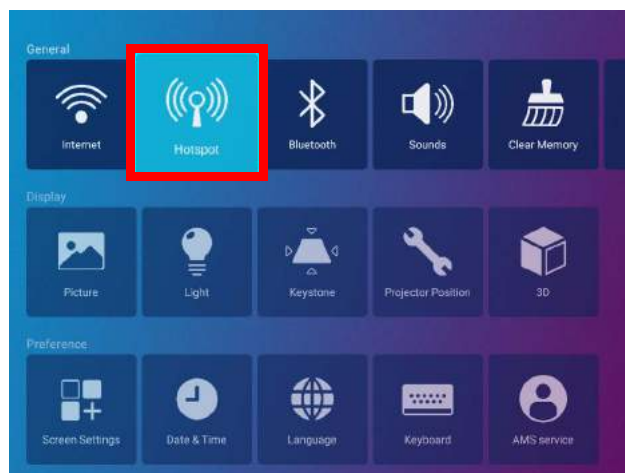 General
Internet
Hotspot
Bluetooth
Sounds
Clear Memory
Display
Picture
Light
Keystone
Projector Position
3D
Preference
Screen Settings
Date & Time
Language
Keyboard
AMS service